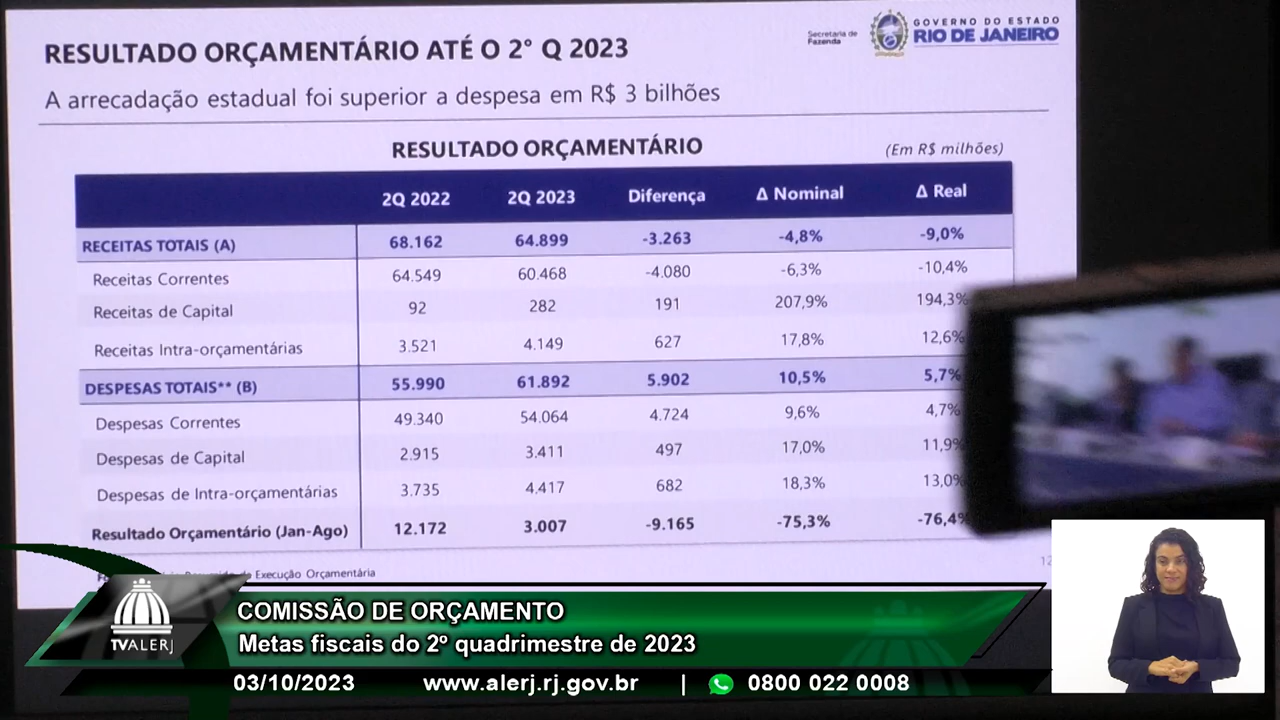 RESULTADO ORÇAMENTÁRIO ATÉ O 2° Q 2023
Secretaria de
Fazenda
GOVERNO DO ESTADO
RIO DE JANEIRO
A arrecadação estadual foi superior a despesa em R$ 3 bilhões
RESULTADO ORÇAMENTÁRIO (Em R$ milhões)
2Q 2022 2Q 2023 Diferença Δ Nominal Δ Real
RECEITAS TOTAIS (A) 68.162 64.899 -3.263 -4,8% -9,0%
Receitas Correntes 64.549 60.468 -4.080 -6,3% -10,4%
Receitas de Capital 92 282 191 207,9% 194,3%
Receitas Intra-orçamentárias 3.521 4.149 627 17,8% 12,6%
DESPESAS TOTAIS** (B) 55.990 61.892 5.902 10,5% 5,7%
Despesas Correntes 49.340 54.064 4.724 9,6% 4,7%
Despesas de Capital 2.915 3.411 497 17,0% 11,9%
Despesas de Intra-orçamentárias 3.735 4.417 682 18,3% 13,0%
Resultado Orçamentário (Jan-Ago) 12.172 3.007 -9.165 -75,3% -76,4%
Execução Orçamentária
12
TVALERJ
COMISSÃO DE ORÇAMENTO
Metas fiscais do 2º quadrimestre de 2023
03/10/2023 www.alerj.rj.gov.br | 0800 022 0008